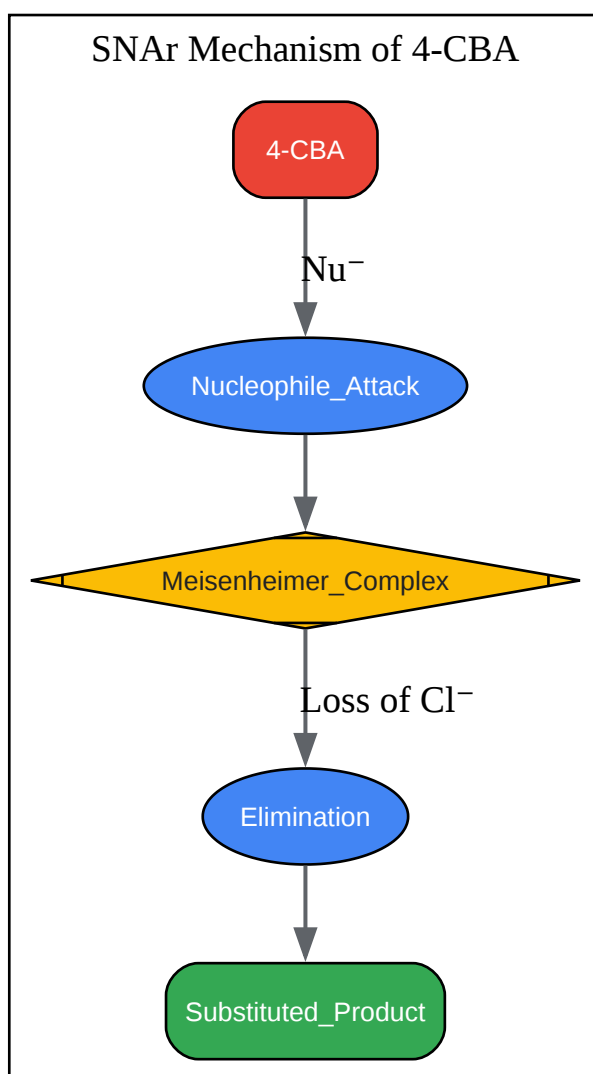 SNAr Mechanism of 4-CBA
4-CBA
Nu⁻
Nucleophile_Attack
Meisenheimer_Complex
Loss of Cl⁻
Elimination
Substituted_Product